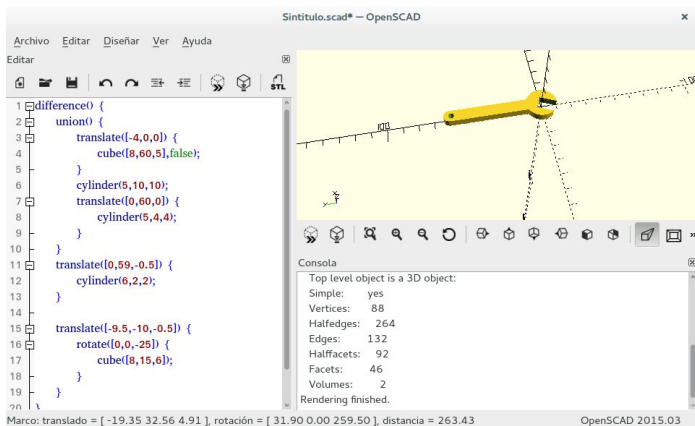 Sintitulo.scad* — OpenSCAD
Archivo Editar Diseñar Ver Ayuda
Editar
STL
1 difference() {
2 union() {
3 translate([-4,0,0]) {
4 cube([8,60,5],false);
5 }
6 cylinder(5,10,10);
7 translate([0,60,0]) {
8 cylinder(5,4,4);
9 }
10 }
11 translate([0,59,-0.5]) {
12 cylinder(6,2,2);
13 }
14
15 translate([-9.5,-10,-0.5]) {
16 rotate([0,0,-25]) {
17 cube([8,15,6]);
18 }
19 }
20 }
100
Consola
Top level object is a 3D object:
Simple: yes
Vertices: 88
Halfedges: 264
Edges: 132
Halffacets: 92
Facets: 46
Volumes: 2
Rendering finished.
Marco: translado = [ -19.35 32.56 4.91 ], rotación = [ 31.90 0.00 259.50 ], distancia = 263.43
OpenSCAD 2015.03